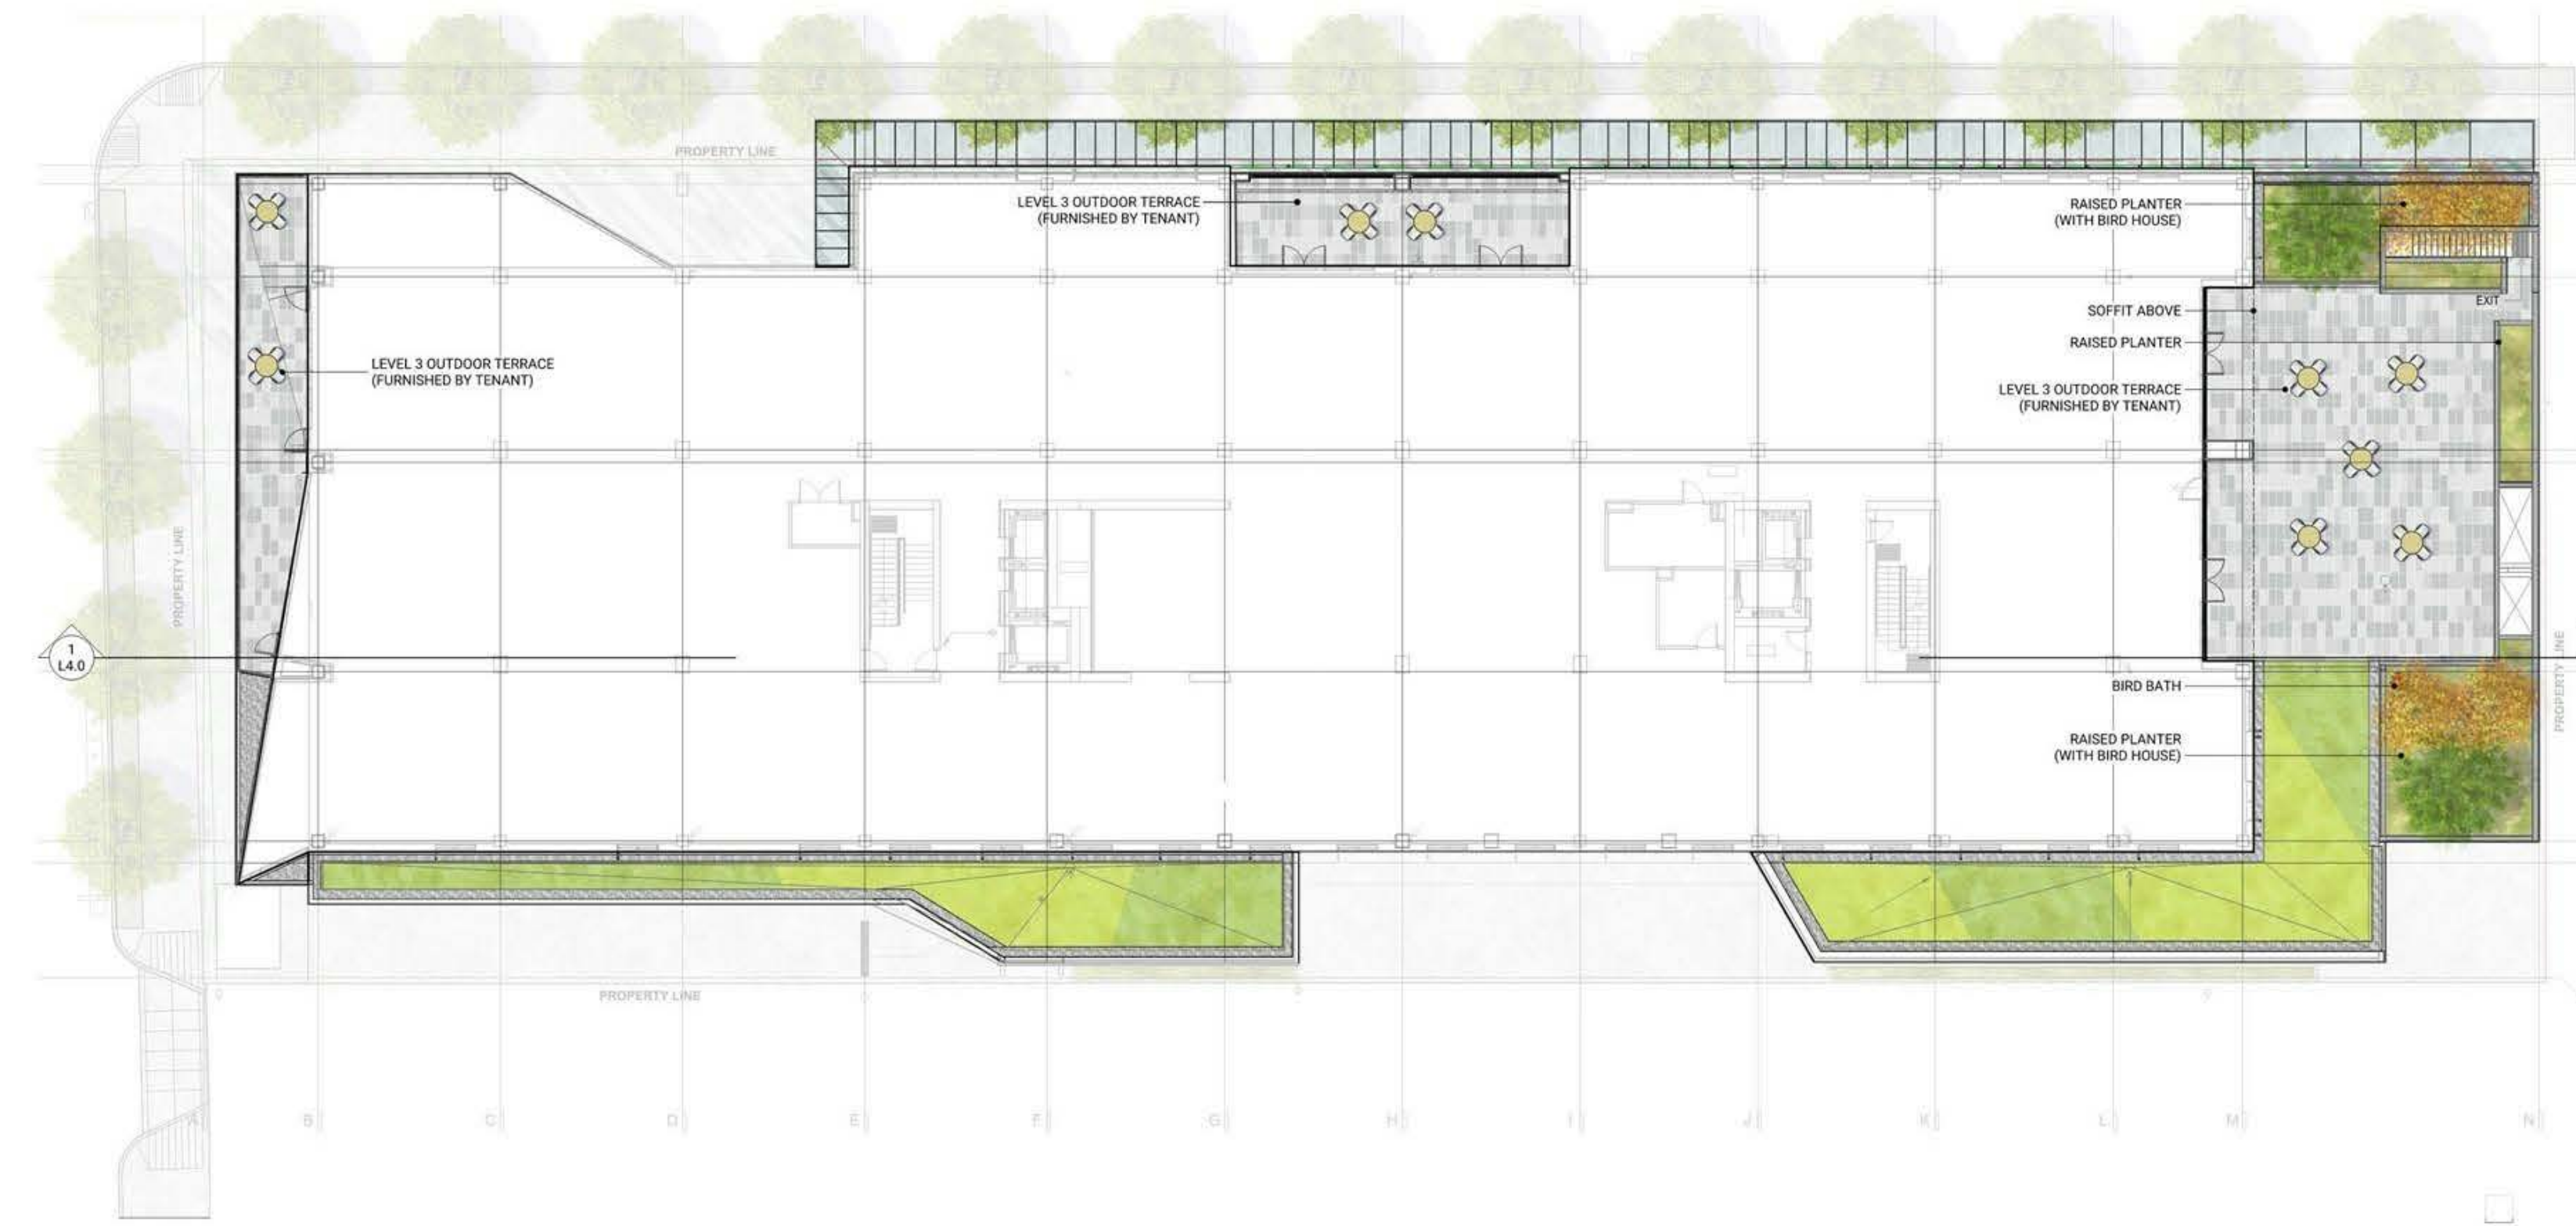 PROPERTY LINE
LEVEL 3 OUTDOOR TERRACE
(FURNISHED BY TENANT)
RAISED PLANTER
(WITH BIRD HOUSE)
EXIT
SOFFIT ABOVE
RAISED PLANTER
LEVEL 3 OUTDOOR TERRACE
(FURNISHED BY TENANT)
LEVEL 3 OUTDOOR TERRACE
(FURNISHED BY TENANT)
PROPERTY LINE
1
L4.0
BIRD BATH
PROPERTY LINE
RAISED PLANTER
(WITH BIRD HOUSE)
PROPERTY LINE
A B C D E F G H I J K L M N